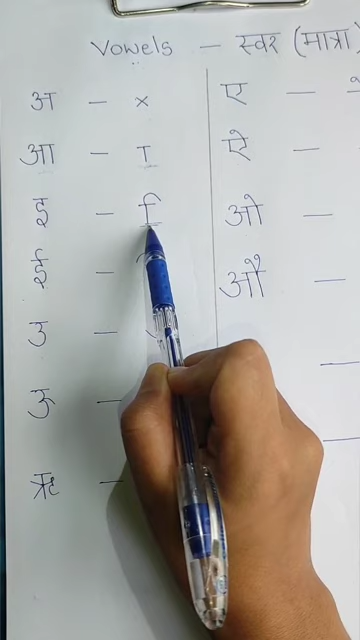 Vowels – स्वर (मात्रा)
अ – ×
आ – ा
इ – ि
ई –
उ –
ऊ –
ऋ –
ए –
ऐ –
ओ –
औ –